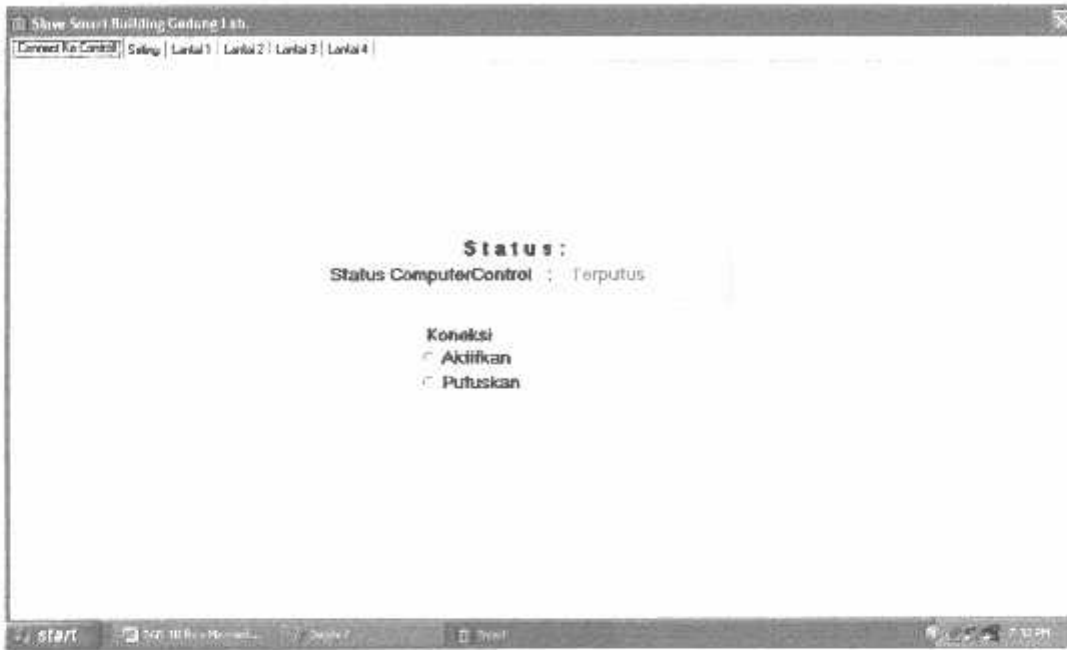 Slave Smart Building Gedung Lab.
Connect Ke Control Seting Lantai 1 Lantai 2 Lantai 3 Lantai 4
Status:
Status ComputerControl : Terputus
Koneksi
Aktifkan
Putuskan
start